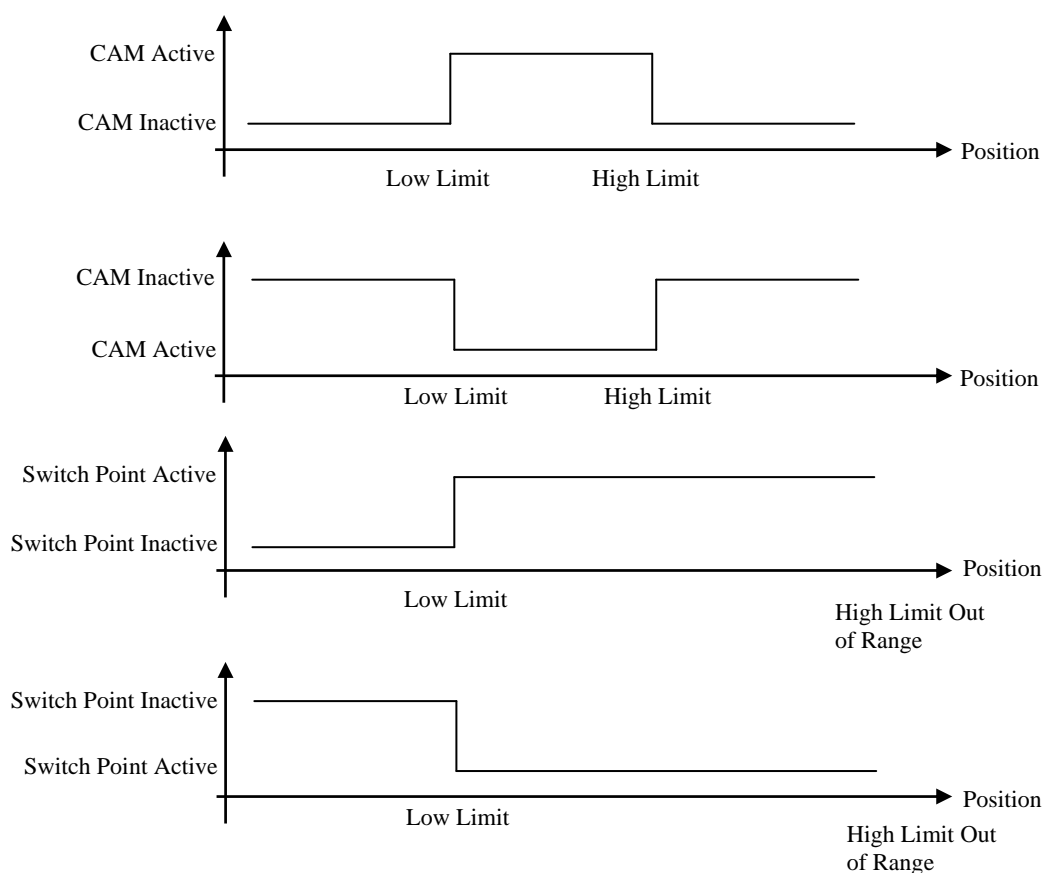 CAM Active
CAM Inactive
Position
Low Limit
High Limit
CAM Inactive
CAM Active
Position
Low Limit
High Limit
Switch Point Active
Switch Point Inactive
Position
Low Limit
High Limit Out
of Range
Switch Point Inactive
Switch Point Active
Position
Low Limit
High Limit Out
of Range